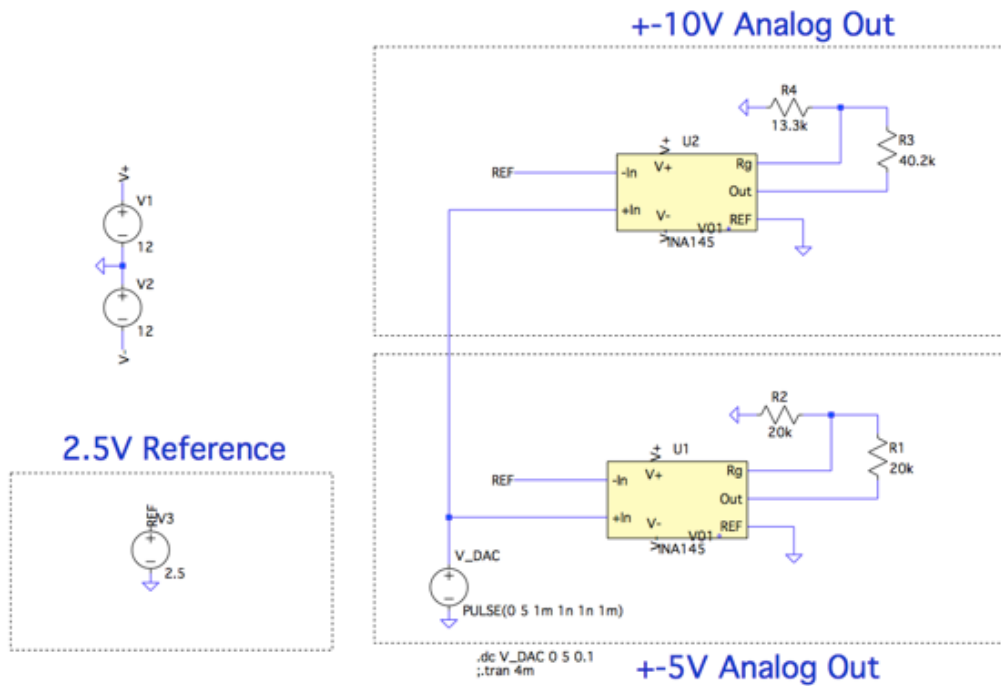 +-10V Analog Out
V+
V1
12
V2
12
V-
2.5V Reference
REF
V3
2.5
R4
13.3k
R3
40.2k
V+
U2
REF
-In
V+
Rg
Out
+In
V-
REF
VO1
V-
INA145
R2
20k
R1
20k
V+
U1
REF
-In
V+
Rg
Out
+In
V-
REF
VO1
V-
INA145
V_DAC
PULSE(0 5 1m 1n 1n 1m)
.dc V_DAC 0 5 0.1
;.tran 4m
+-5V Analog Out